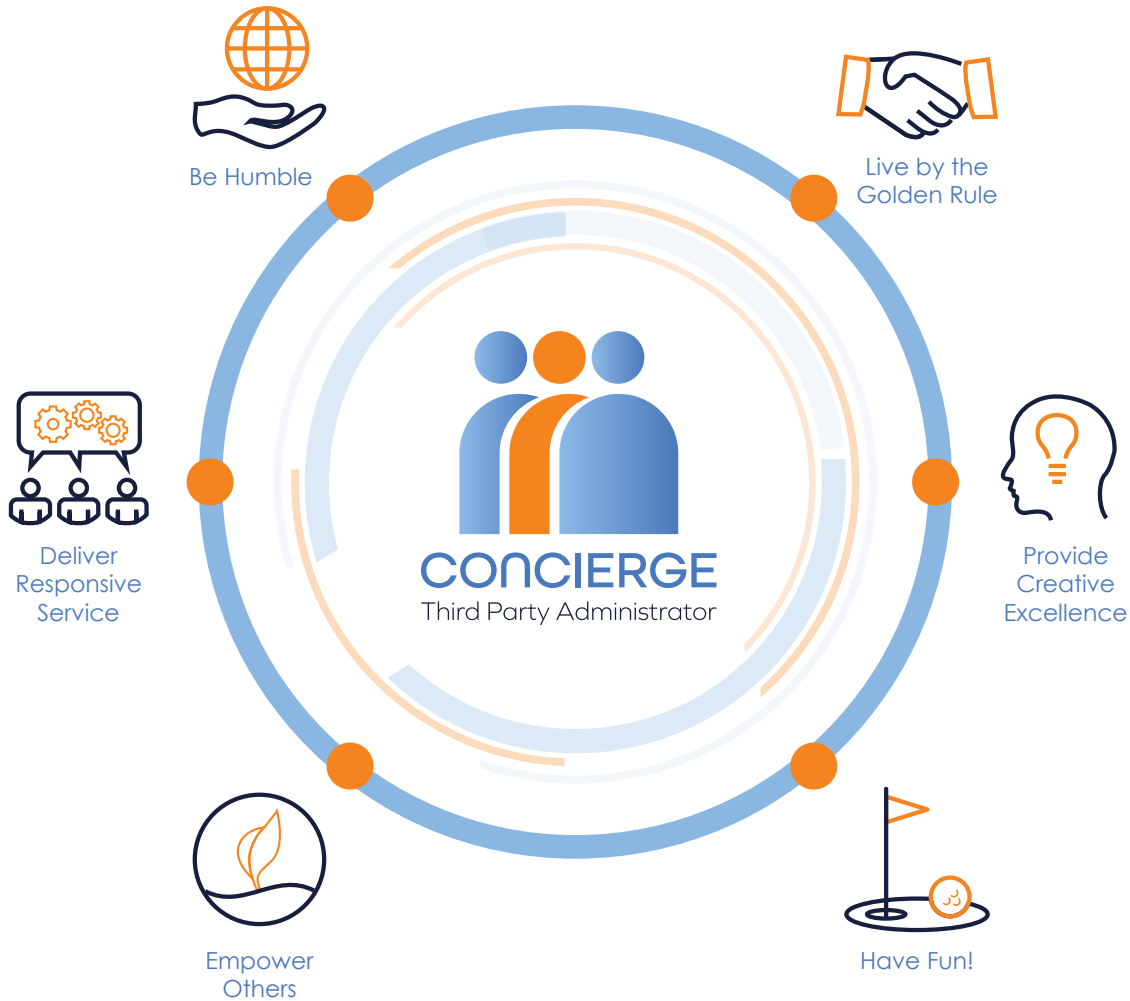 Be Humble
Live by the
Golden Rule
Deliver
Responsive
Service
CONCIERGE
Third Party Administrator
Provide
Creative
Excellence
Empower
Others
Have Fun!